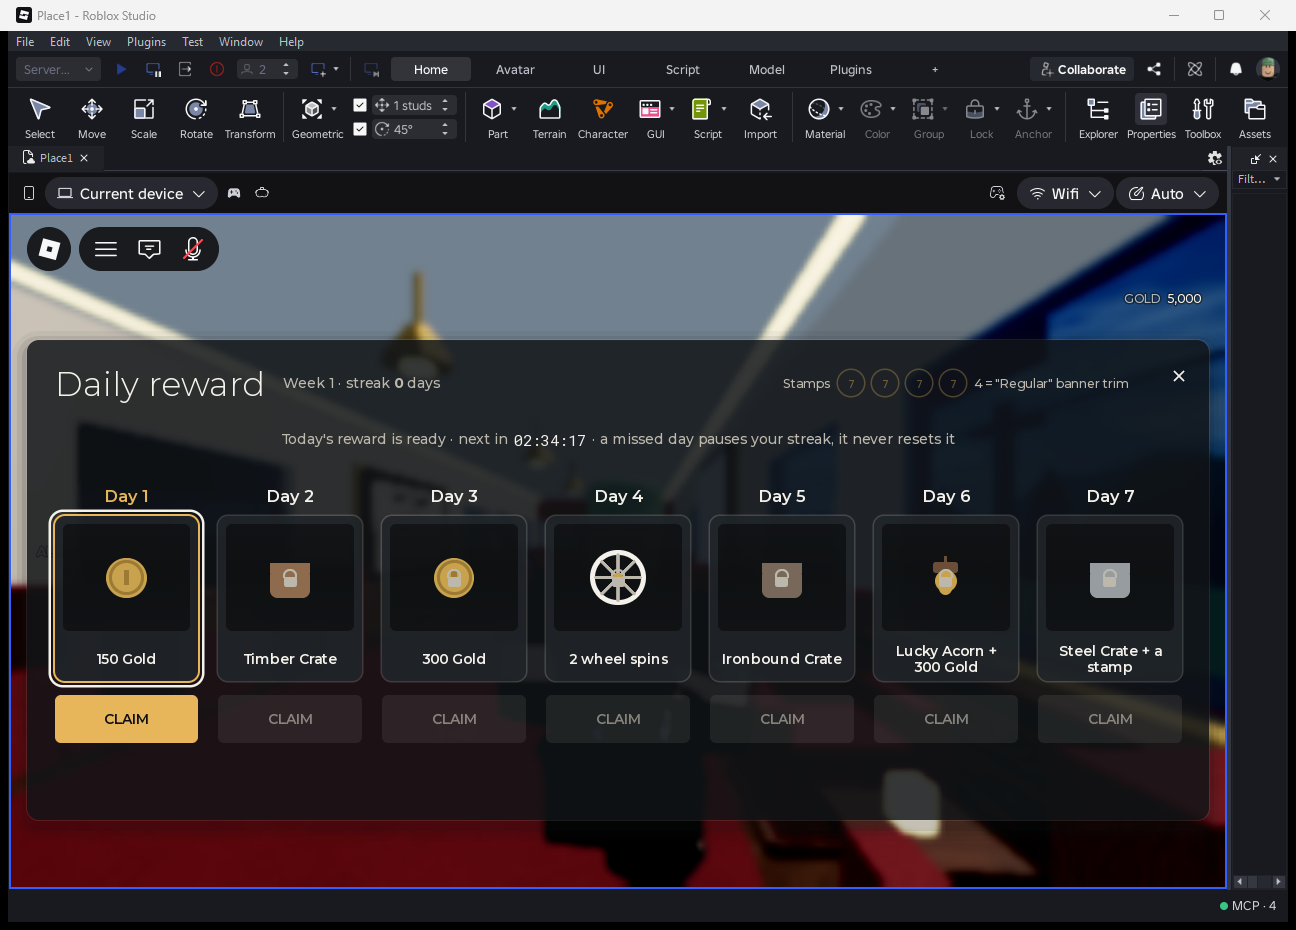 Place1 - Roblox Studio
File Edit View Plugins Test Window Help
Server... 2 Home Avatar UI Script Model Plugins + Collaborate
1 studs
45°
Select Move Scale Rotate Transform Geometric Part Terrain Character GUI Script Import Material Color Group Lock Anchor Explorer Properties Toolbox Assets
Place1
Filt...
Current device Wifi Auto
GOLD 5,000
Daily reward Week 1 · streak 0 days Stamps 7 7 7 7 4 = "Regular" banner trim
Today's reward is ready · next in 02:34:17 · a missed day pauses your streak, it never resets it
Day 1 Day 2 Day 3 Day 4 Day 5 Day 6 Day 7
150 Gold Timber Crate 300 Gold 2 wheel spins Ironbound Crate Lucky Acorn + 300 Gold Steel Crate + a stamp
CLAIM CLAIM CLAIM CLAIM CLAIM CLAIM CLAIM
MCP · 4